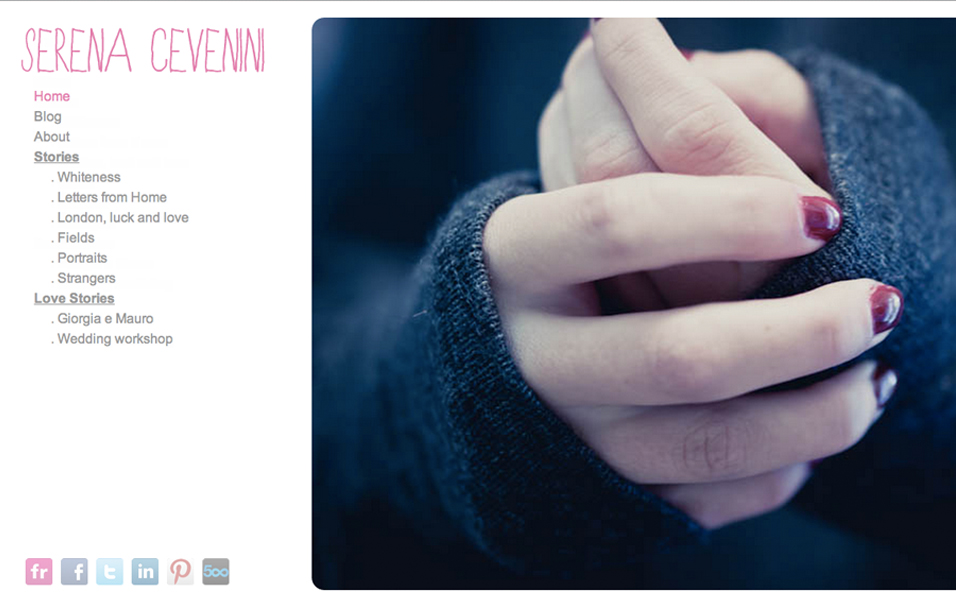 SERENA CEVENINI
Home
Blog
About
Stories
. Whiteness
. Letters from Home
. London, luck and love
. Fields
. Portraits
. Strangers
Love Stories
. Giorgia e Mauro
. Wedding workshop
fr f t in p 500